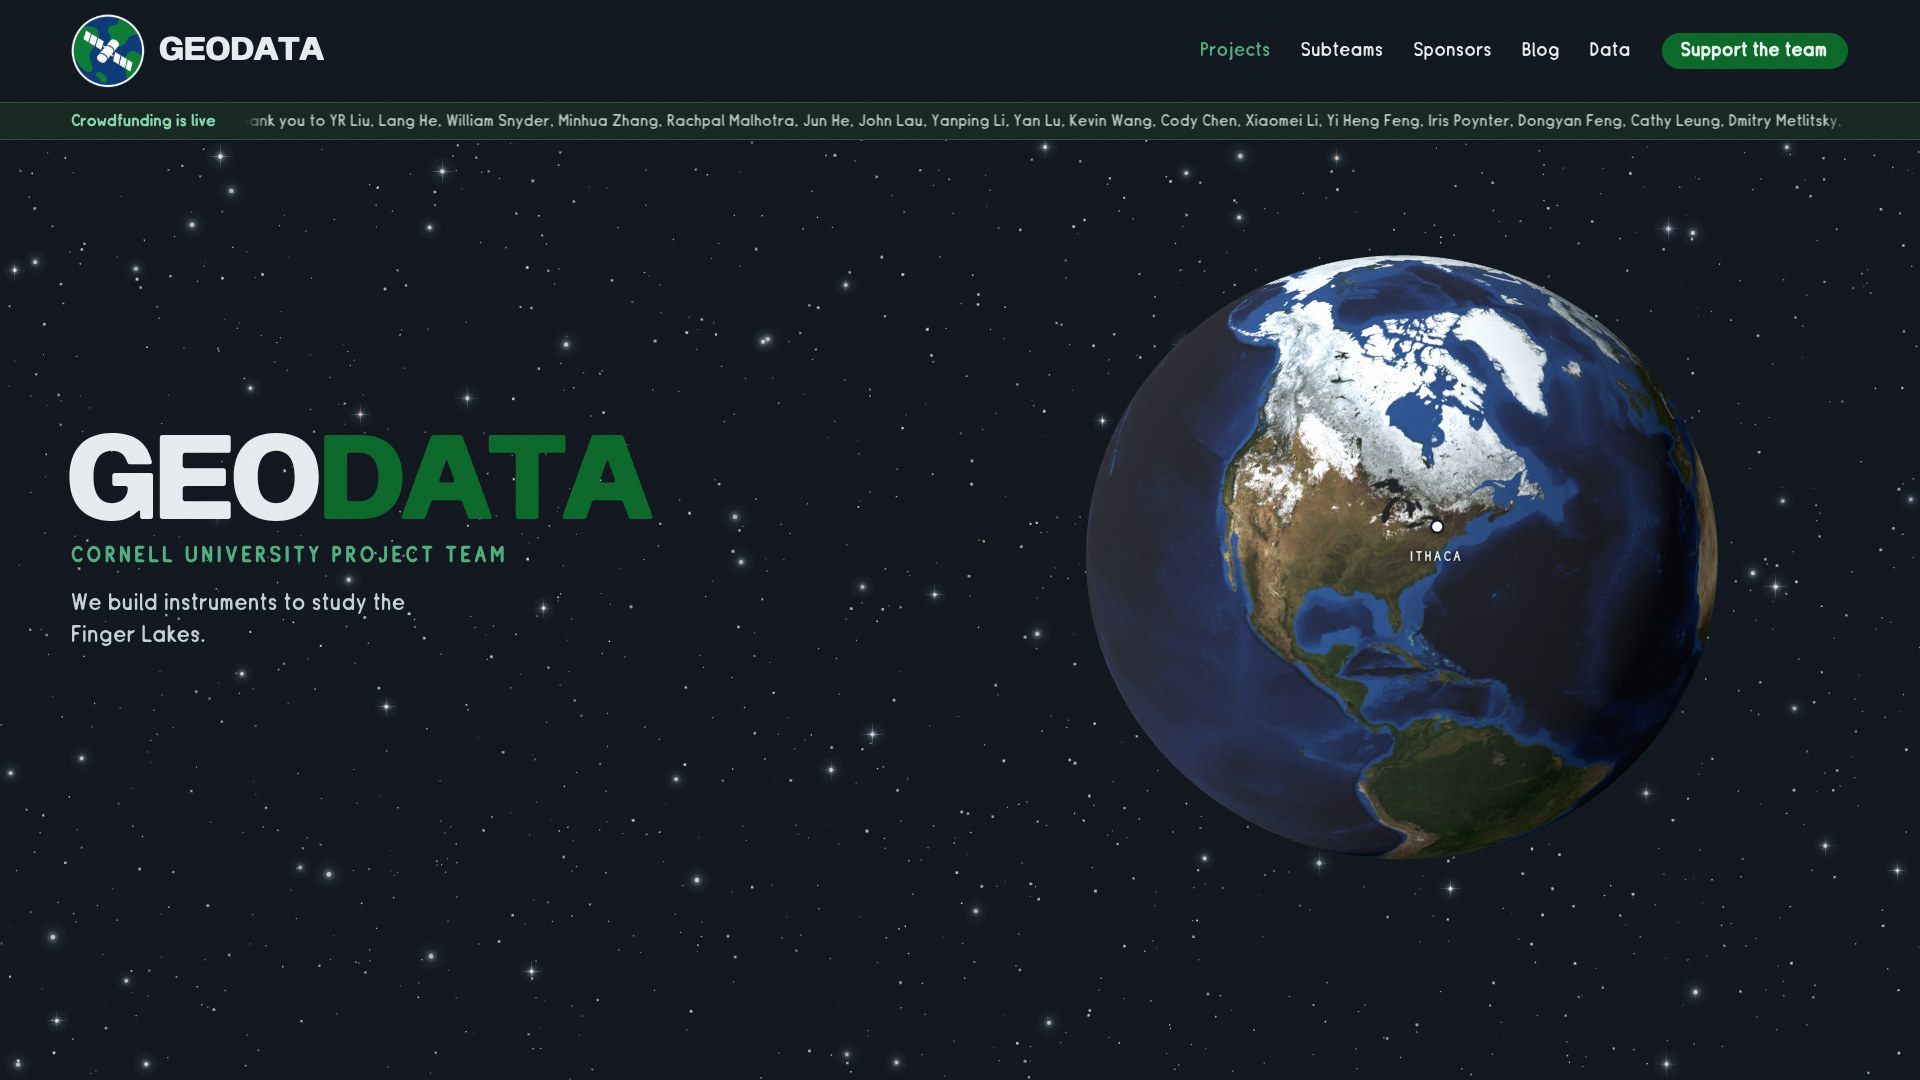 GEODATA
Projects
Subteams
Sponsors
Blog
Data
Support the team
Crowdfunding is live
ank you to YR Liu, Lang He, William Snyder, Minhua Zhang, Rachpal Malhotra, Jun He, John Lau, Yanping Li, Yan Lu, Kevin Wang, Cody Chen, Xiaomei Li, Yi Heng Feng, Iris Poynter, Dongyan Feng, Cathy Leung, Dmitry Metlitsky,
GEODATA
CORNELL UNIVERSITY PROJECT TEAM
We build instruments to study the
Finger Lakes.
ITHACA